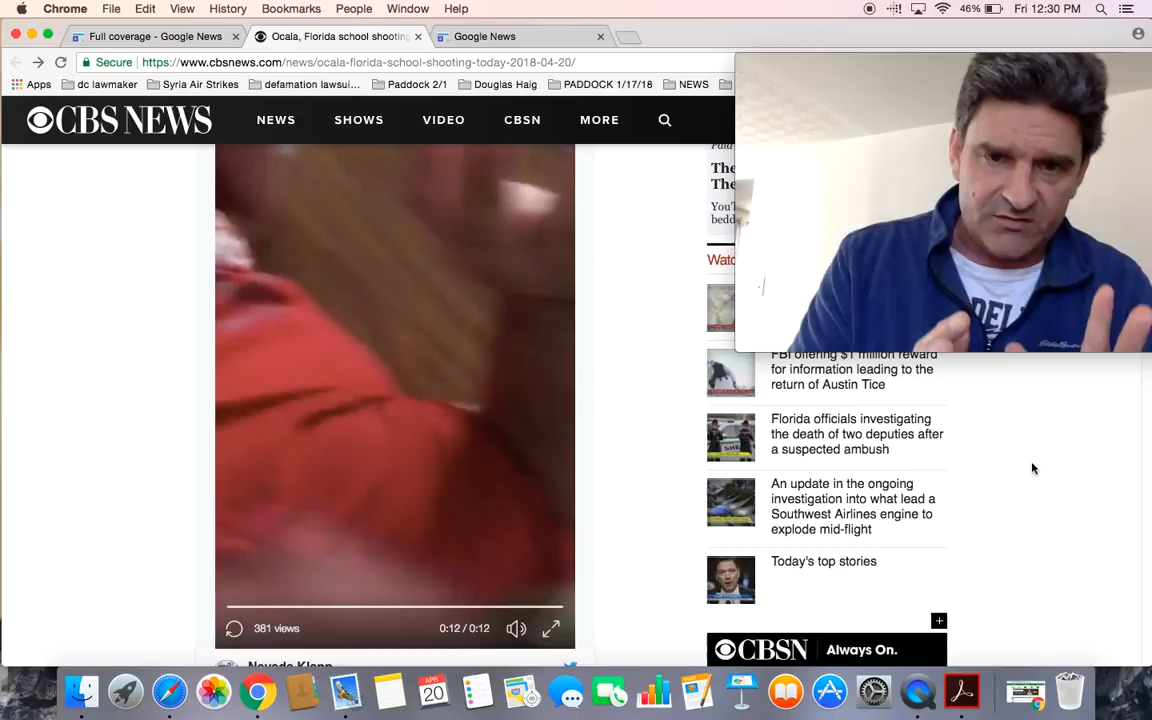 Chrome File Edit View History Bookmarks People Window Help
46% Fri 12:30 PM
Full coverage - Google News
Ocala, Florida school shooting
Google News
Secure https://www.cbsnews.com/news/ocala-florida-school-shooting-today-2018-04-20/
Apps dc lawmaker Syria Air Strikes defamation lawsui... Paddock 2/1 Douglas Haig PADDOCK 1/17/18 NEWS
CBS NEWS NEWS SHOWS VIDEO CBSN MORE
Paid
The
The
You'
bedd
Watc
FBI offering $1 million reward
for information leading to the
return of Austin Tice
Florida officials investigating
the death of two deputies after
a suspected ambush
An update in the ongoing
investigation into what lead a
Southwest Airlines engine to
explode mid-flight
Today's top stories
381 views 0:12 / 0:12
CBSN Always On.
APR
20